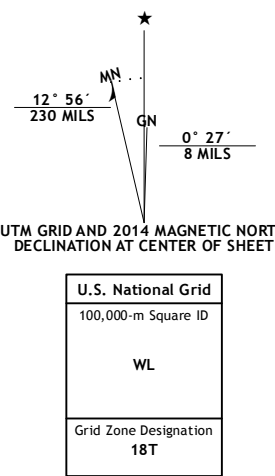 MN
12° 56´
230 MILS
GN
0° 27´
8 MILS
UTM GRID AND 2014 MAGNETIC NORT
DECLINATION AT CENTER OF SHEET
U.S. National Grid
100,000-m Square ID
WL
Grid Zone Designation
18T